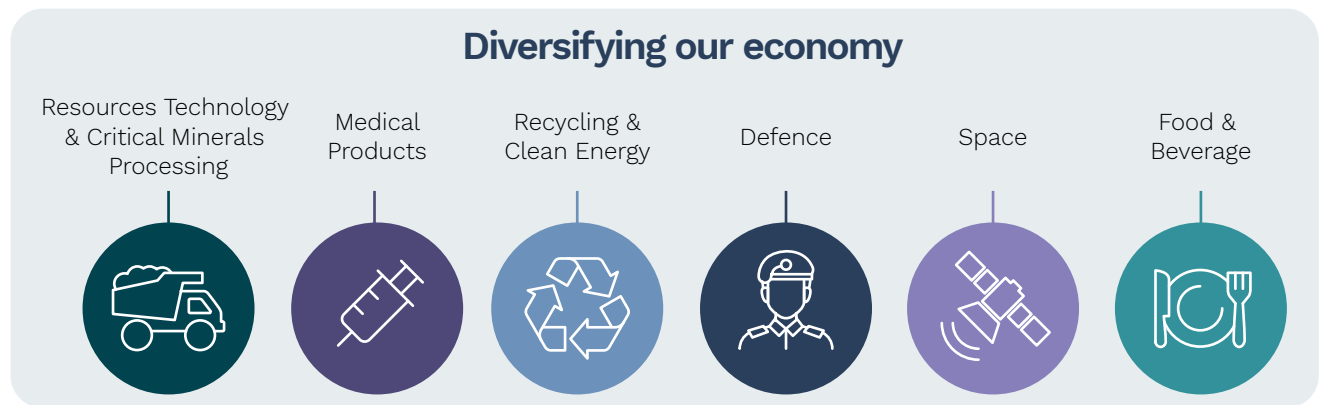 Diversifying our economy
Resources Technology
& Critical Minerals
Processing
Medical
Products
Recycling &
Clean Energy
Defence
Space
Food &
Beverage